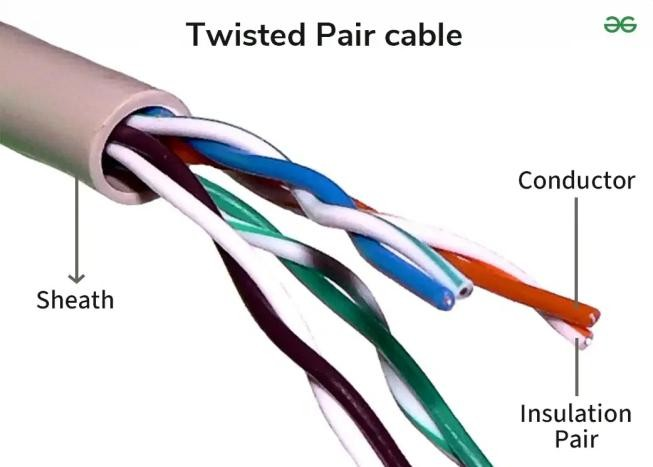 Twisted Pair cable
Conductor
Sheath
Insulation
Pair